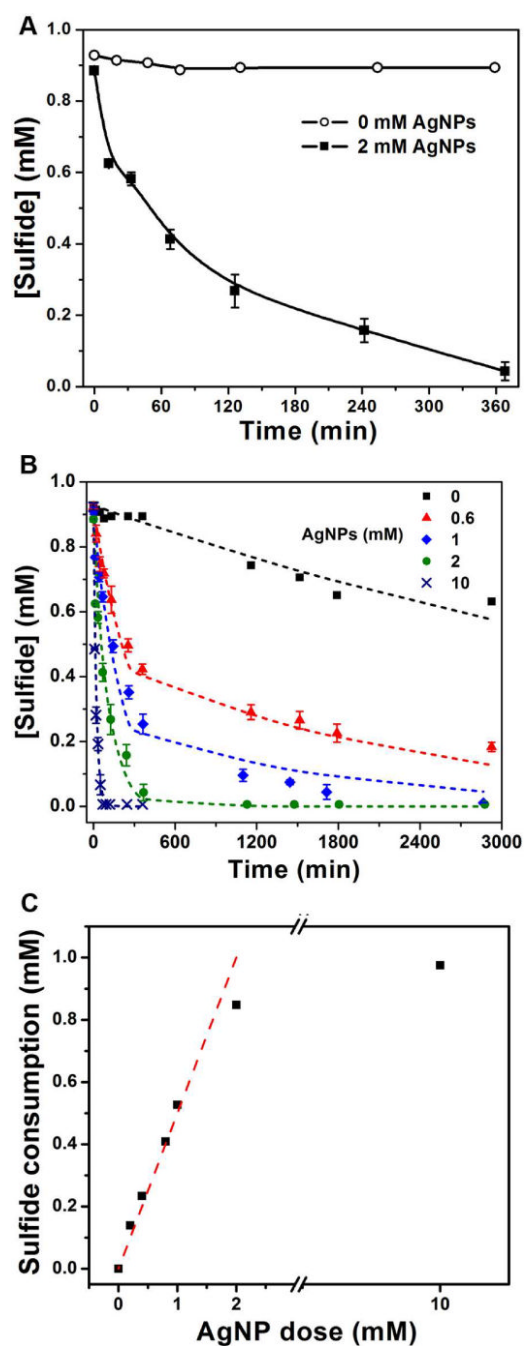 A
1.0
0.8
0.6
0.4
0.2
0.0
[Sulfide] (mM)
0 mM AgNPs
2 mM AgNPs
0 60 120 180 240 300 360
Time (min)
B
1.0
0.8
0.6
0.4
0.2
0.0
[Sulfide] (mM)
AgNPs (mM)
0
0.6
1
2
10
0 600 1200 1800 2400 3000
Time (min)
C
1.0
0.8
0.6
0.4
0.2
0.0
Sulfide consumption (mM)
0 1 2 10
AgNP dose (mM)